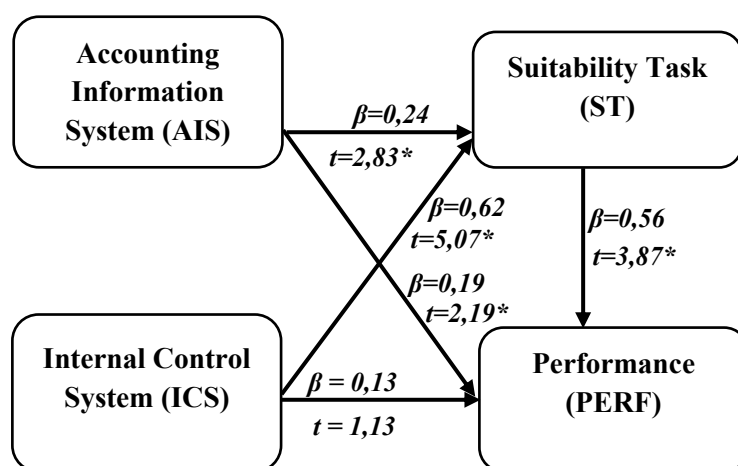 Accounting
Information
System (AIS)
Suitability Task
(ST)
β=0,24
t=2,83*
β=0,62
t=5,07*
β=0,56
t=3,87*
β=0,19
t=2,19*
Internal Control
System (ICS)
β = 0,13
t = 1,13
Performance
(PERF)